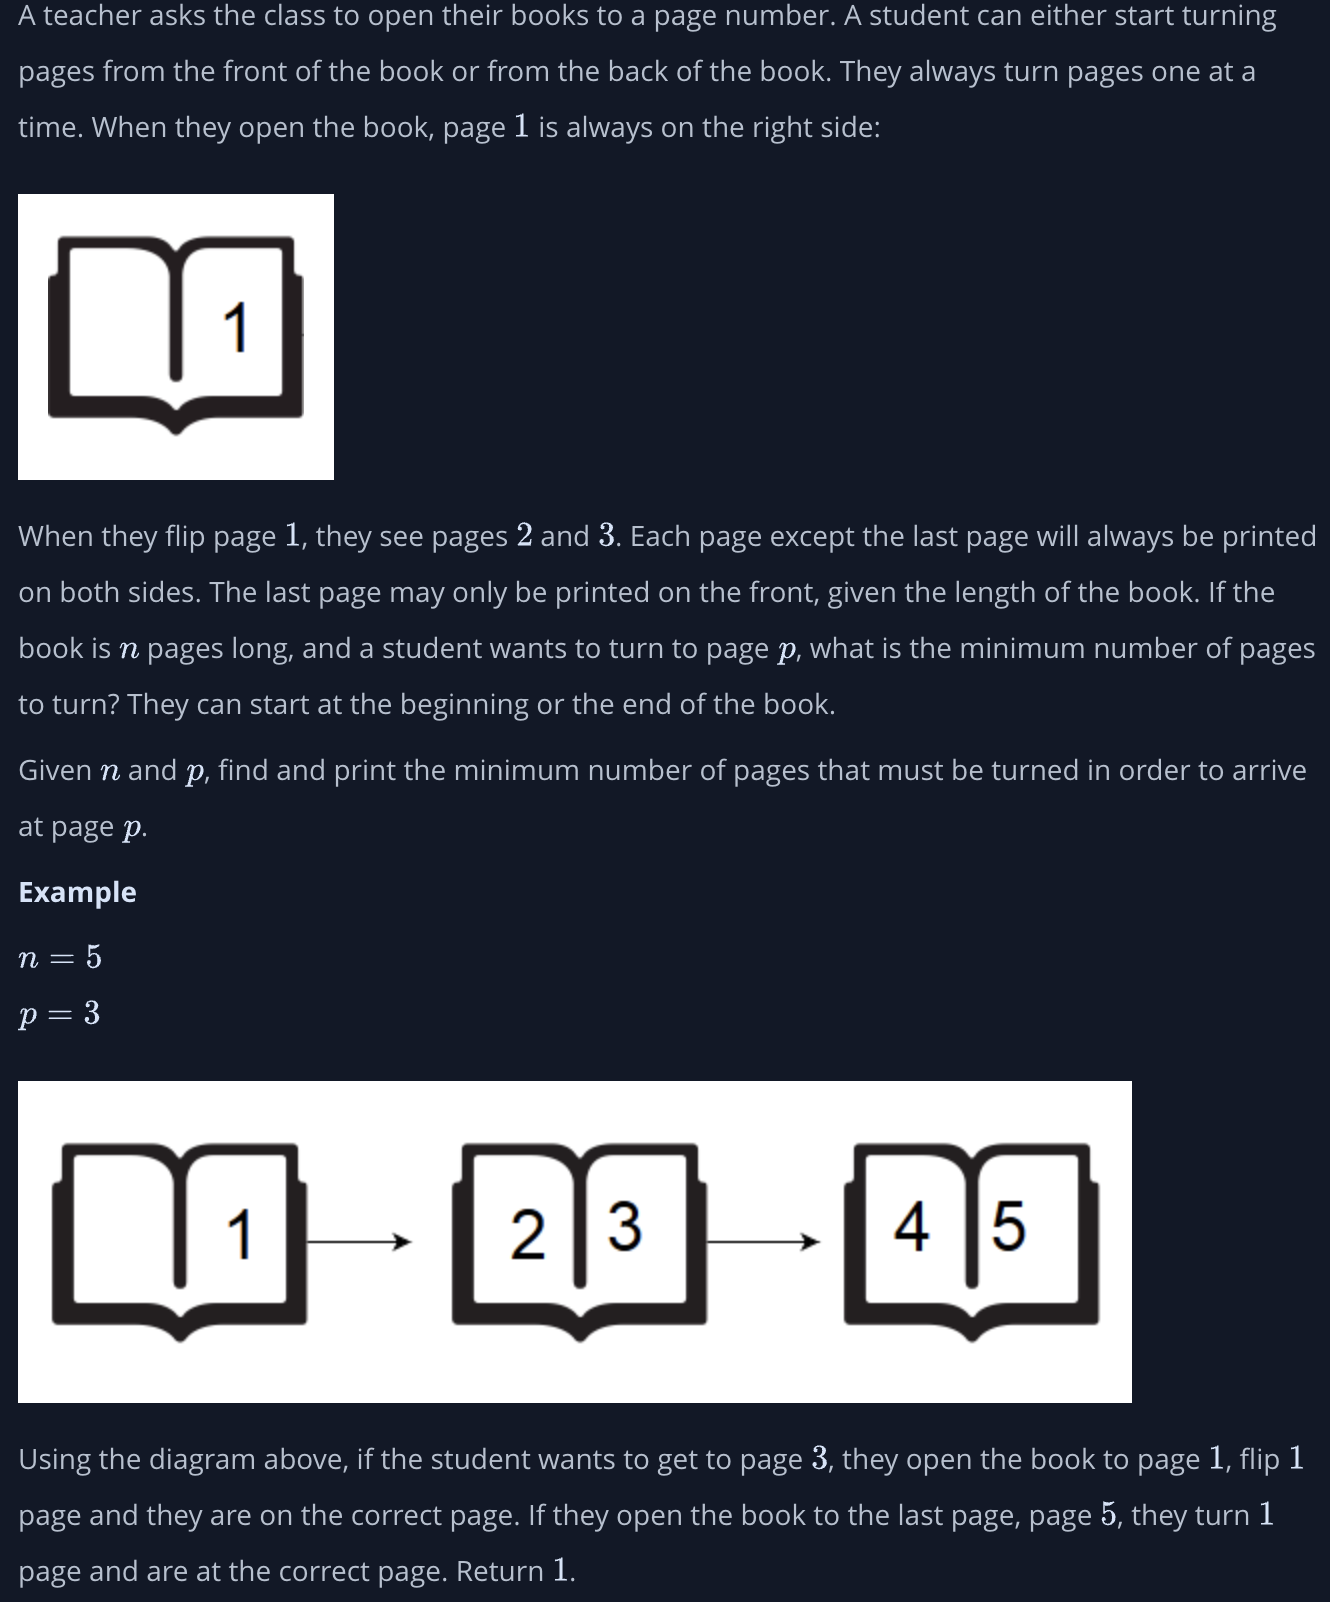 A teacher asks the class to open their books to a page number. A student can either start turning
pages from the front of the book or from the back of the book. They always turn pages one at a
time. When they open the book, page 1 is always on the right side:
1
When they flip page 1, they see pages 2 and 3. Each page except the last page will always be printed
on both sides. The last page may only be printed on the front, given the length of the book. If the
book is n pages long, and a student wants to turn to page p, what is the minimum number of pages
to turn? They can start at the beginning or the end of the book.
Given n and p, find and print the minimum number of pages that must be turned in order to arrive
at page p.
Example
n = 5
p = 3
1 2 3 4 5
Using the diagram above, if the student wants to get to page 3, they open the book to page 1, flip 1
page and they are on the correct page. If they open the book to the last page, page 5, they turn 1
page and are at the correct page. Return 1.